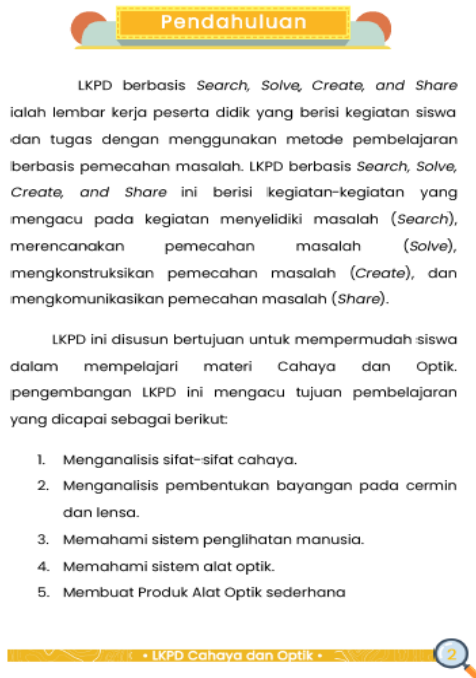 Pendahuluan
LKPD berbasis Search, Solve, Create, and Share
ialah lembar kerja peserta didik yang berisi kegiatan siswa
dan tugas dengan menggunakan metode pembelajaran
berbasis pemecahan masalah. LKPD berbasis Search, Solve,
Create, and Share ini berisi kegiatan-kegiatan yang
mengacu pada kegiatan menyelidiki masalah (Search),
merencanakan pemecahan masalah (Solve),
mengkonstruksikan pemecahan masalah (Create), dan
mengkomunikasikan pemecahan masalah (Share).
LKPD ini disusun bertujuan untuk mempermudah siswa
dalam mempelajari materi Cahaya dan Optik.
pengembangan LKPD ini mengacu tujuan pembelajaran
yang dicapai sebagai berikut:
1. Menganalisis sifat-sifat cahaya.
2. Menganalisis pembentukan bayangan pada cermin
dan lensa.
3. Memahami sistem penglihatan manusia.
4. Memahami sistem alat optik.
5. Membuat Produk Alat Optik sederhana
• LKPD Cahaya dan Optik •
2